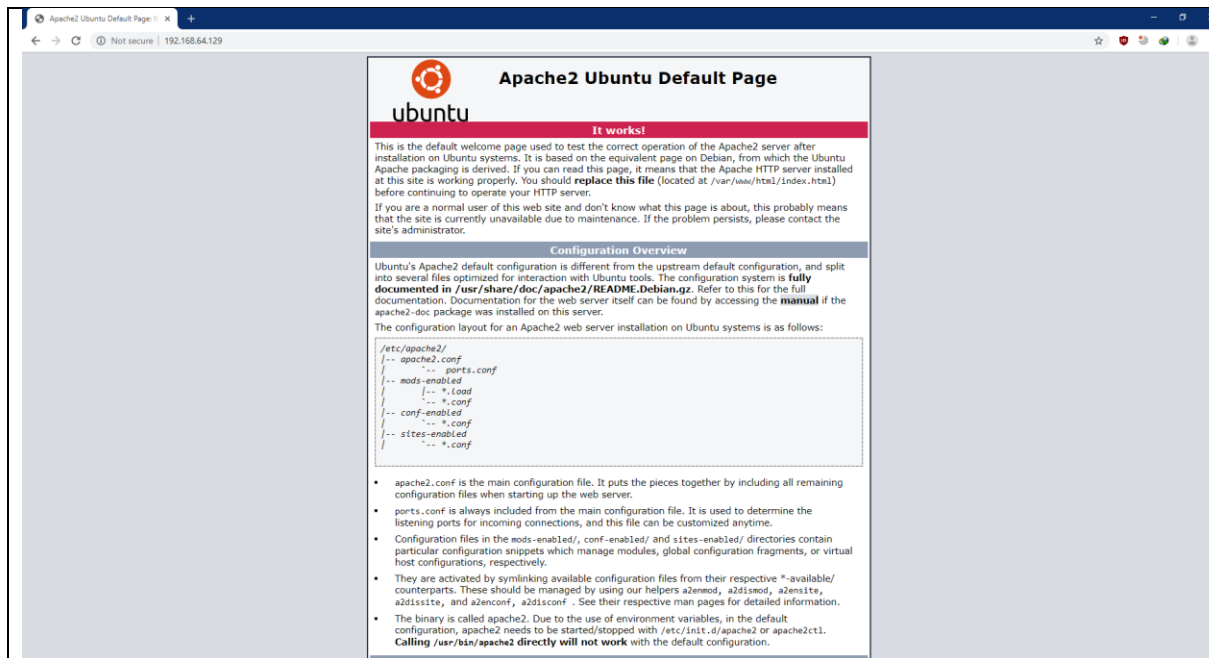 Apache2 Ubuntu Default Page:
Not secure | 192.168.64.129
Apache2 Ubuntu Default Page
ubuntu
It works!
This is the default welcome page used to test the correct operation of the Apache2 server after
installation on Ubuntu systems. It is based on the equivalent page on Debian, from which the Ubuntu
Apache packaging is derived. If you can read this page, it means that the Apache HTTP server installed
at this site is working properly. You should replace this file (located at /var/www/html/index.html)
before continuing to operate your HTTP server.
If you are a normal user of this web site and don't know what this page is about, this probably means
that the site is currently unavailable due to maintenance. If the problem persists, please contact the
site's administrator.
Configuration Overview
Ubuntu's Apache2 default configuration is different from the upstream default configuration, and split
into several files optimized for interaction with Ubuntu tools. The configuration system is fully
documented in /usr/share/doc/apache2/README.Debian.gz. Refer to this for the full
documentation. Documentation for the web server itself can be found by accessing the manual if the
apache2-doc package was installed on this server.
The configuration layout for an Apache2 web server installation on Ubuntu systems is as follows:
/etc/apache2/
|-- apache2.conf
|       `--  ports.conf
|-- mods-enabled
|       |-- *.load
|       `-- *.conf
|-- conf-enabled
|       `-- *.conf
|-- sites-enabled
|       `-- *.conf
• apache2.conf is the main configuration file. It puts the pieces together by including all remaining
configuration files when starting up the web server.
• ports.conf is always included from the main configuration file. It is used to determine the
listening ports for incoming connections, and this file can be customized anytime.
• Configuration files in the mods-enabled/, conf-enabled/ and sites-enabled/ directories contain
particular configuration snippets which manage modules, global configuration fragments, or virtual
host configurations, respectively.
• They are activated by symlinking available configuration files from their respective *-available/
counterparts. These should be managed by using our helpers a2enmod, a2dismod, a2ensite,
a2dissite, and a2enconf, a2disconf . See their respective man pages for detailed information.
• The binary is called apache2. Due to the use of environment variables, in the default
configuration, apache2 needs to be started/stopped with /etc/init.d/apache2 or apache2ctl.
Calling /usr/bin/apache2 directly will not work with the default configuration.